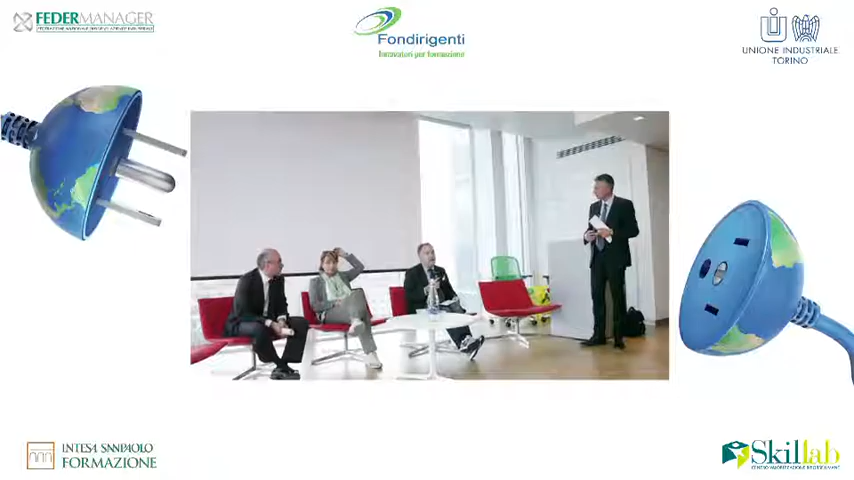 FEDERMANAGER
Fondirigenti
Innovatori per formazione
UNIONE INDUSTRIALE
TORINO
INTESA SANPAOLO
FORMAZIONE
Skillab